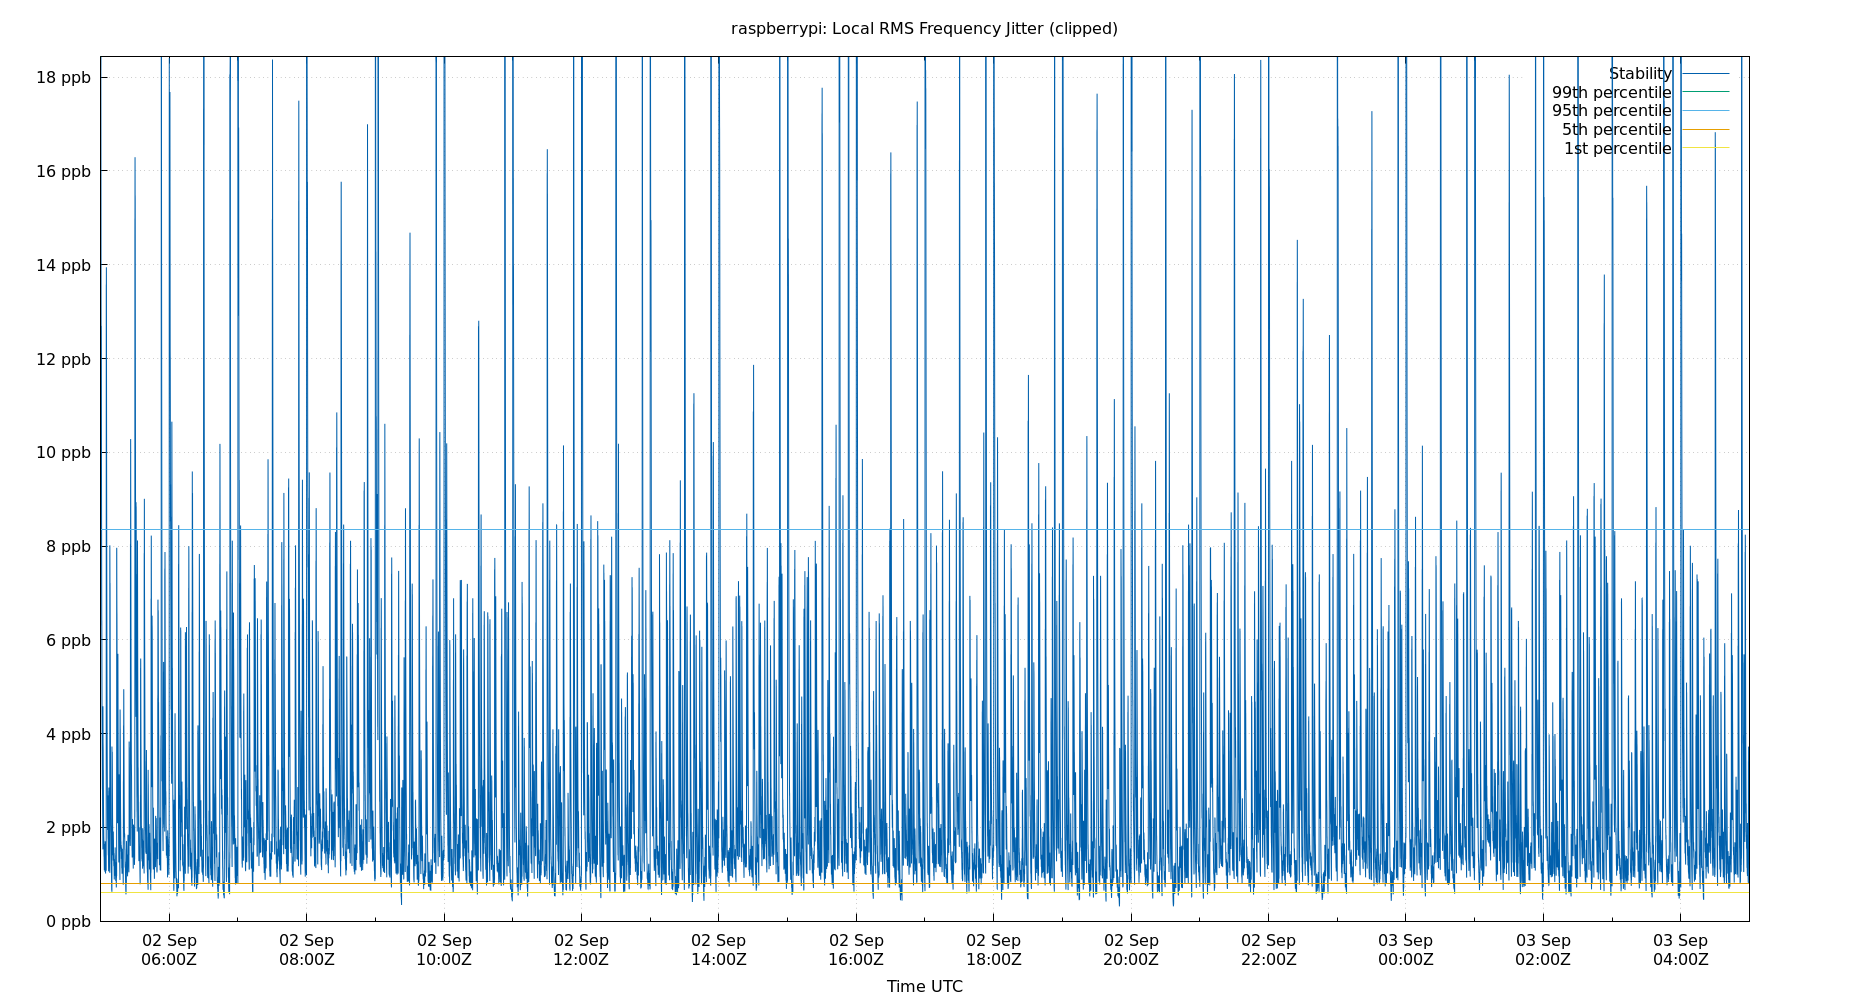 raspberrypi: Local RMS Frequency Jitter (clipped)
18 ppb
16 ppb
14 ppb
12 ppb
10 ppb
8 ppb
6 ppb
4 ppb
2 ppb
0 ppb
Stability
99th percentile
95th percentile
5th percentile
1st percentile
02 Sep
06:00Z
02 Sep
08:00Z
02 Sep
10:00Z
02 Sep
12:00Z
02 Sep
14:00Z
02 Sep
16:00Z
02 Sep
18:00Z
02 Sep
20:00Z
02 Sep
22:00Z
03 Sep
00:00Z
03 Sep
02:00Z
03 Sep
04:00Z
Time UTC